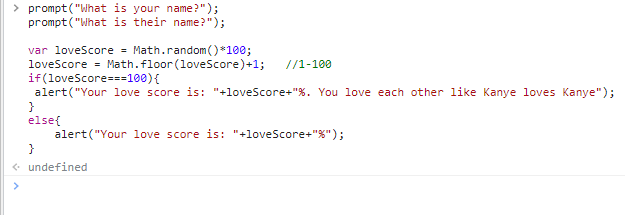 > prompt("What is your name?");
prompt("What is their name?");
var loveScore = Math.random()*100;
loveScore = Math.floor(loveScore)+1;   //1-100
if(loveScore===100){
 alert("Your love score is: "+loveScore+"%. You love each other like Kanye loves Kanye");
}
else{
    alert("Your love score is: "+loveScore+"%");
}
< undefined
>